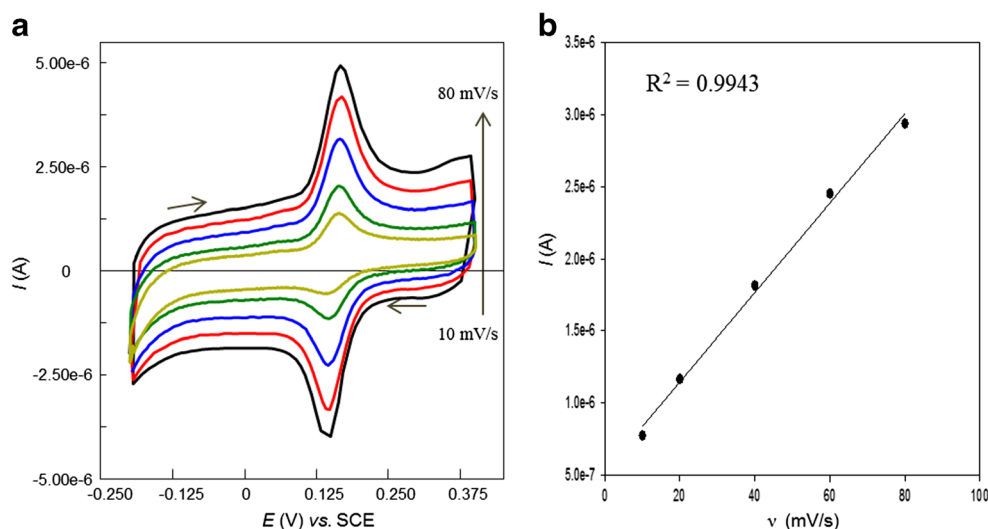 a
5.00e-6
2.50e-6
0
-2.50e-6
-5.00e-6
I (A)
80 mV/s
10 mV/s
-0.250 -0.125 0 0.125 0.250 0.375
E (V) vs. SCE
b
3.5e-6
3.0e-6
2.5e-6
2.0e-6
1.5e-6
1.0e-6
5.0e-7
I (A)
R² = 0.9943
0 20 40 60 80 100
ν (mV/s)